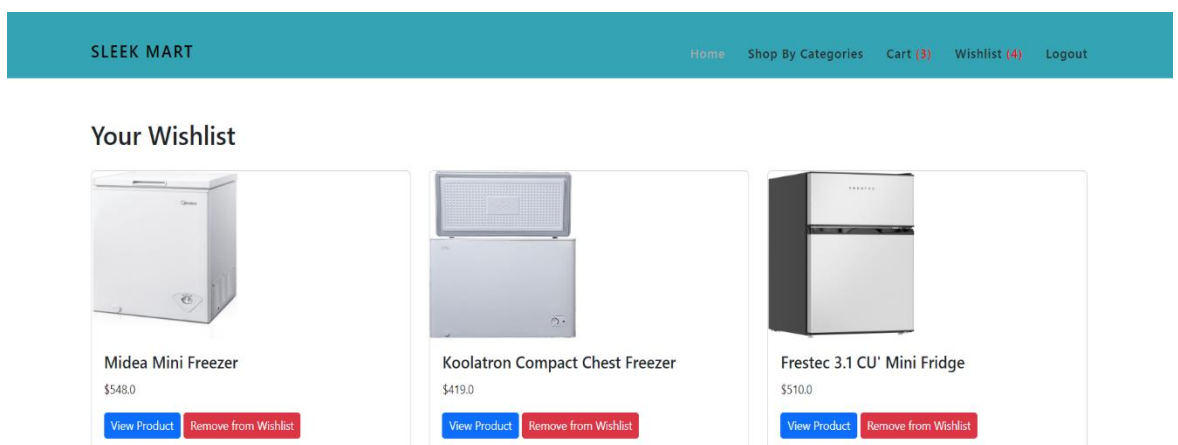 SLEEK MART
Home Shop By Categories Cart (3) Wishlist (4) Logout
Your Wishlist
Midea
FRESTEC
Midea Mini Freezer
$548.0
View Product Remove from Wishlist
Koolatron Compact Chest Freezer
$419.0
View Product Remove from Wishlist
Frestec 3.1 CU' Mini Fridge
$510.0
View Product Remove from Wishlist